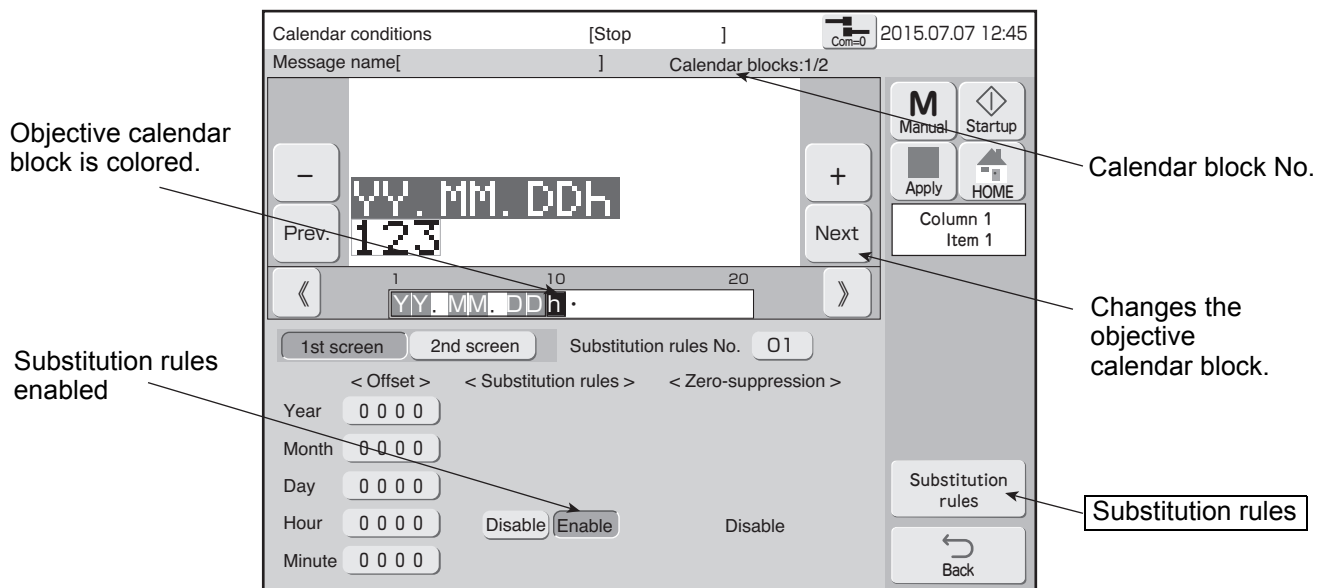 Calendar conditions [Stop ] Com=0 2015.07.07 12:45
Message name[ ] Calendar blocks:1/2
Objective calendar
block is colored.
M
Manual
Startup
Calendar block No.
−
+
Apply
HOME
YY.MM.DDh
Prev.
123
Next
Column 1
Item 1
1 10 20
《 YY.MM.DDh· 》
Changes the
objective
calendar block.
1st screen 2nd screen Substitution rules No. 01
Substitution rules
enabled
< Offset > < Substitution rules > < Zero-suppression >
Year 0000
Month 0000
Day 0000
Hour 0000 Disable Enable Disable
Minute 0000
Substitution
rules
Substitution rules
Back